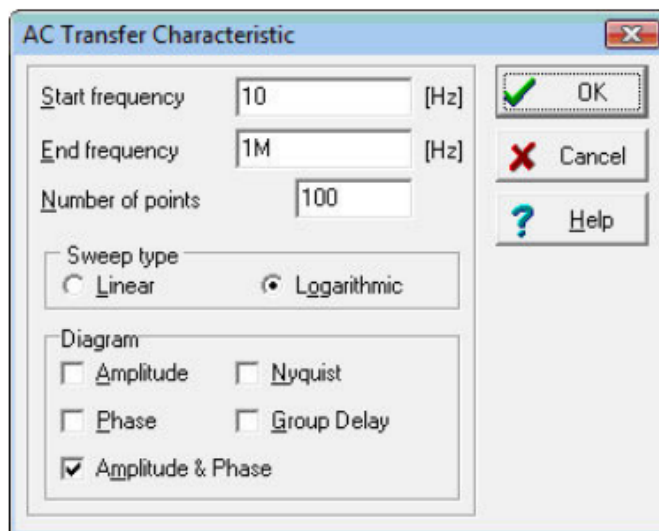 AC Transfer Characteristic
Start frequency 10 [Hz]
End frequency 1M [Hz]
Number of points 100
Sweep type
Linear Logarithmic
Diagram
Amplitude Nyquist
Phase Group Delay
Amplitude & Phase
OK
Cancel
? Help